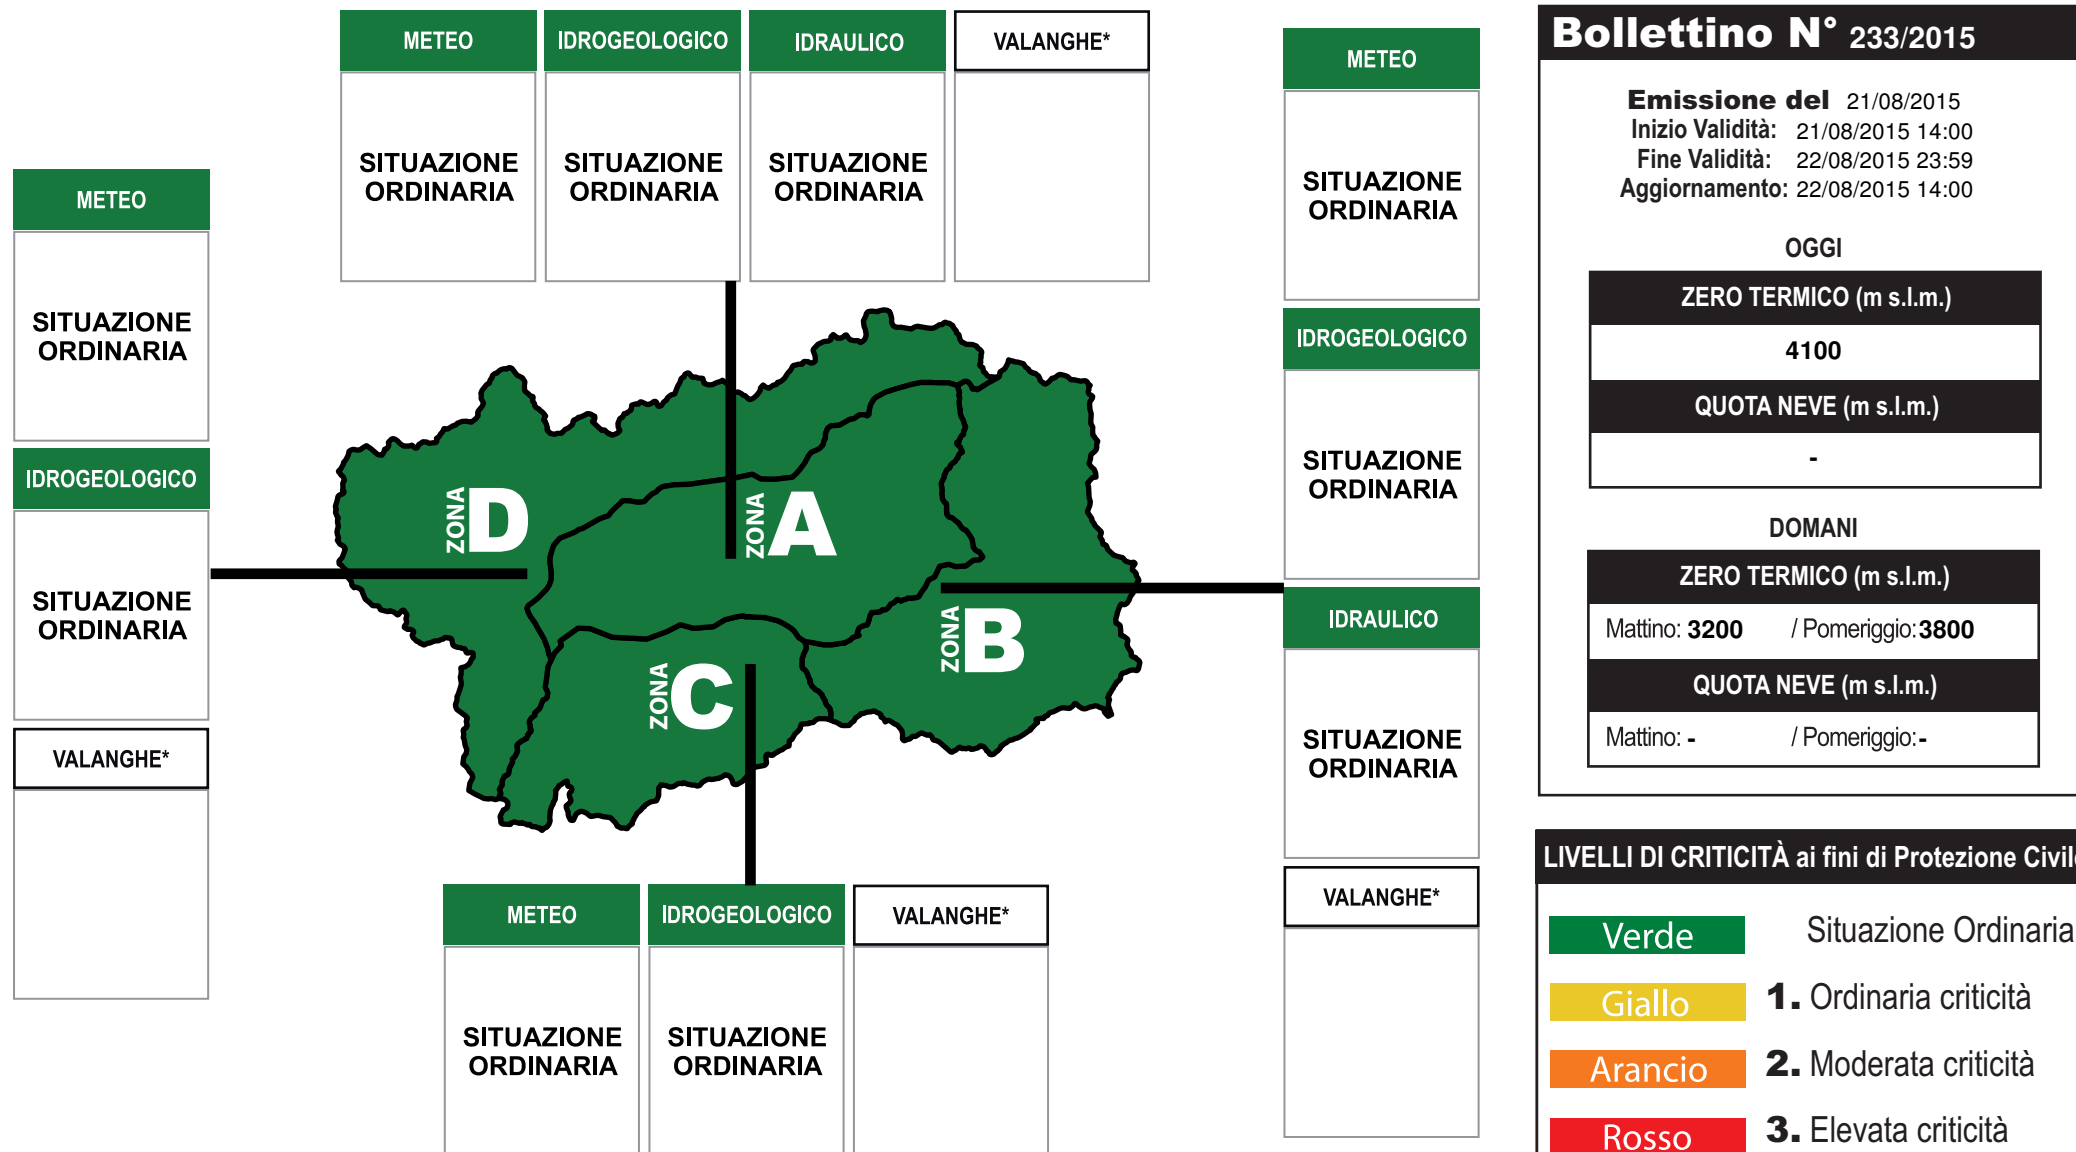 METEO
IDROGEOLOGICO
IDRAULICO
VALANGHE*
SITUAZIONE
ORDINARIA
SITUAZIONE
ORDINARIA
SITUAZIONE
ORDINARIA
METEO
SITUAZIONE
ORDINARIA
IDROGEOLOGICO
SITUAZIONE
ORDINARIA
VALANGHE*
ZONA D
ZONA A
ZONA B
ZONA C
METEO
SITUAZIONE
ORDINARIA
IDROGEOLOGICO
SITUAZIONE
ORDINARIA
IDRAULICO
SITUAZIONE
ORDINARIA
VALANGHE*
METEO
IDROGEOLOGICO
VALANGHE*
SITUAZIONE
ORDINARIA
SITUAZIONE
ORDINARIA
Bollettino N° 233/2015
Emissione del 21/08/2015
Inizio Validità: 21/08/2015 14:00
Fine Validità: 22/08/2015 23:59
Aggiornamento: 22/08/2015 14:00
OGGI
ZERO TERMICO (m s.l.m.)
4100
QUOTA NEVE (m s.l.m.)
-
DOMANI
ZERO TERMICO (m s.l.m.)
Mattino: 3200 / Pomeriggio: 3800
QUOTA NEVE (m s.l.m.)
Mattino: - / Pomeriggio: -
LIVELLI DI CRITICITÀ ai fini di Protezione Civile
Verde Situazione Ordinaria
Giallo 1. Ordinaria criticità
Arancio 2. Moderata criticità
Rosso 3. Elevata criticità